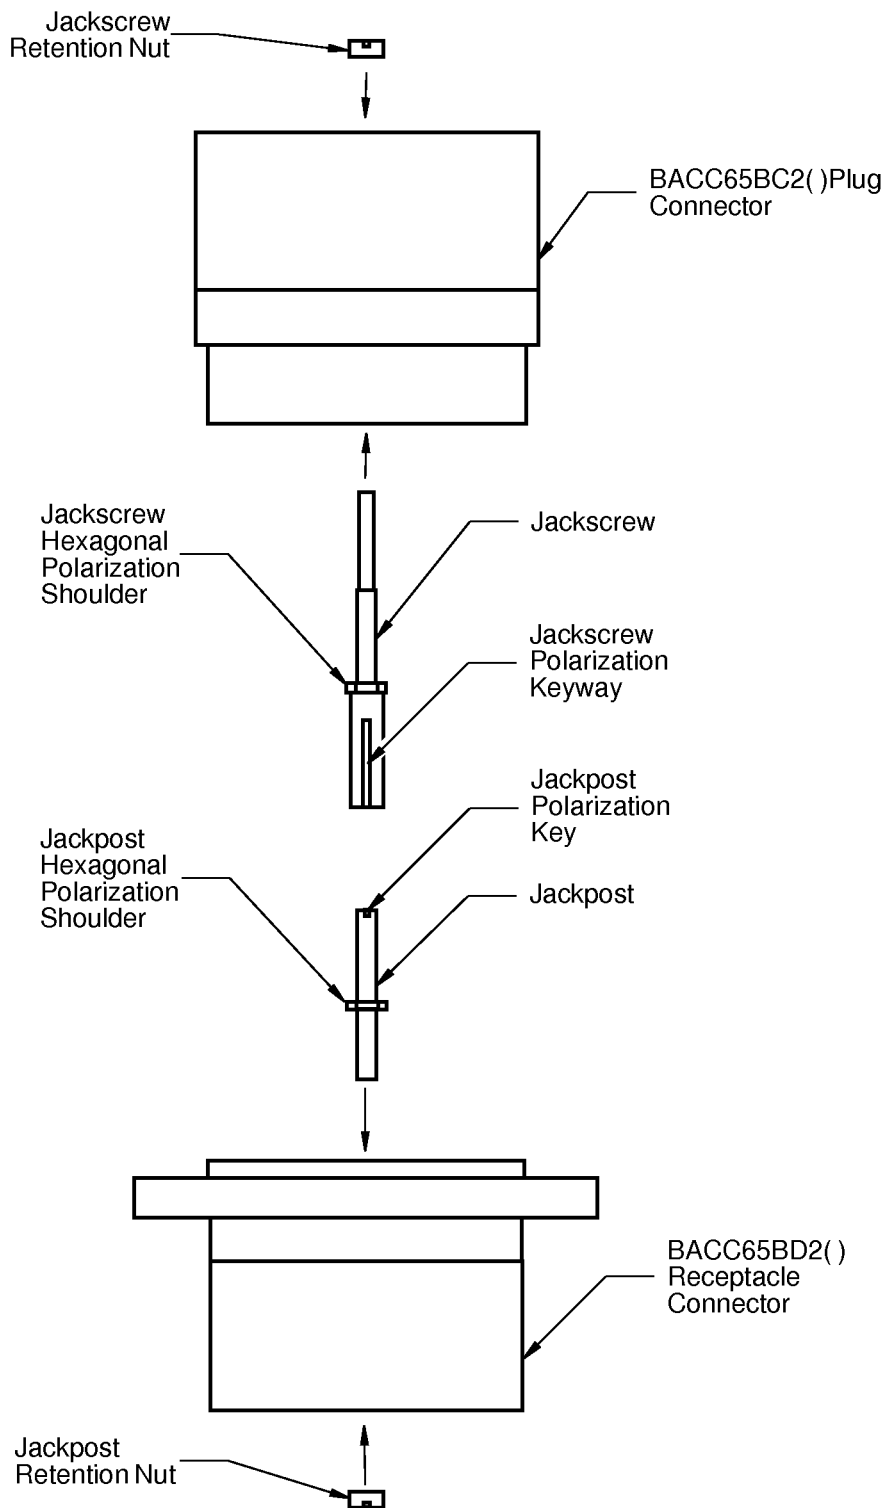 Jackscrew
Retention Nut
BACC65BC2( )Plug
Connector
Jackscrew
Hexagonal
Polarization
Shoulder
Jackscrew
Jackscrew
Polarization
Keyway
Jackpost
Polarization
Key
Jackpost
Hexagonal
Polarization
Shoulder
Jackpost
BACC65BD2( )
Receptacle
Connector
Jackpost
Retention Nut